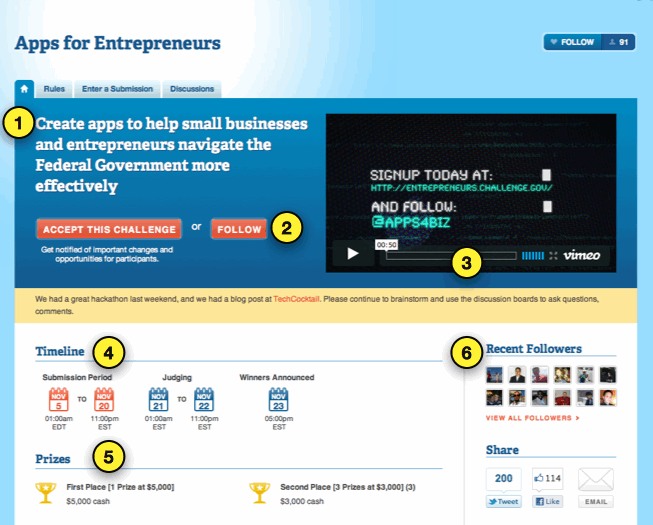 Apps for Entrepreneurs
FOLLOW 91
Rules Enter a Submission Discussions
1
Create apps to help small businesses
and entrepreneurs navigate the
Federal Government more
effectively
ACCEPT THIS CHALLENGE or FOLLOW 2
Get notified of important changes and
opportunities for participants.
SIGNUP TODAY AT:
HTTP://ENTREPRENEURS.CHALLENGE.GOV/
AND FOLLOW:
@APPS4BIZ
00:50
3
vimeo
We had a great hackathon last weekend, and we had a blog post at TechCocktail. Please continue to brainstorm and use the discussion boards to ask questions,
comments.
Timeline 4
Submission Period Judging Winners Announced
NOV 5 TO NOV 20 NOV 21 TO NOV 22 NOV 23
01:00am 11:00pm 01:00am 11:00pm 05:00pm
EDT EST EST EST EST
Prizes 5
First Place [1 Prize at $5,000] Second Place [3 Prizes at $3,000] (3)
$5,000 cash $3,000 cash
6 Recent Followers
VIEW ALL FOLLOWERS >
Share
200 114
Tweet Like EMAIL